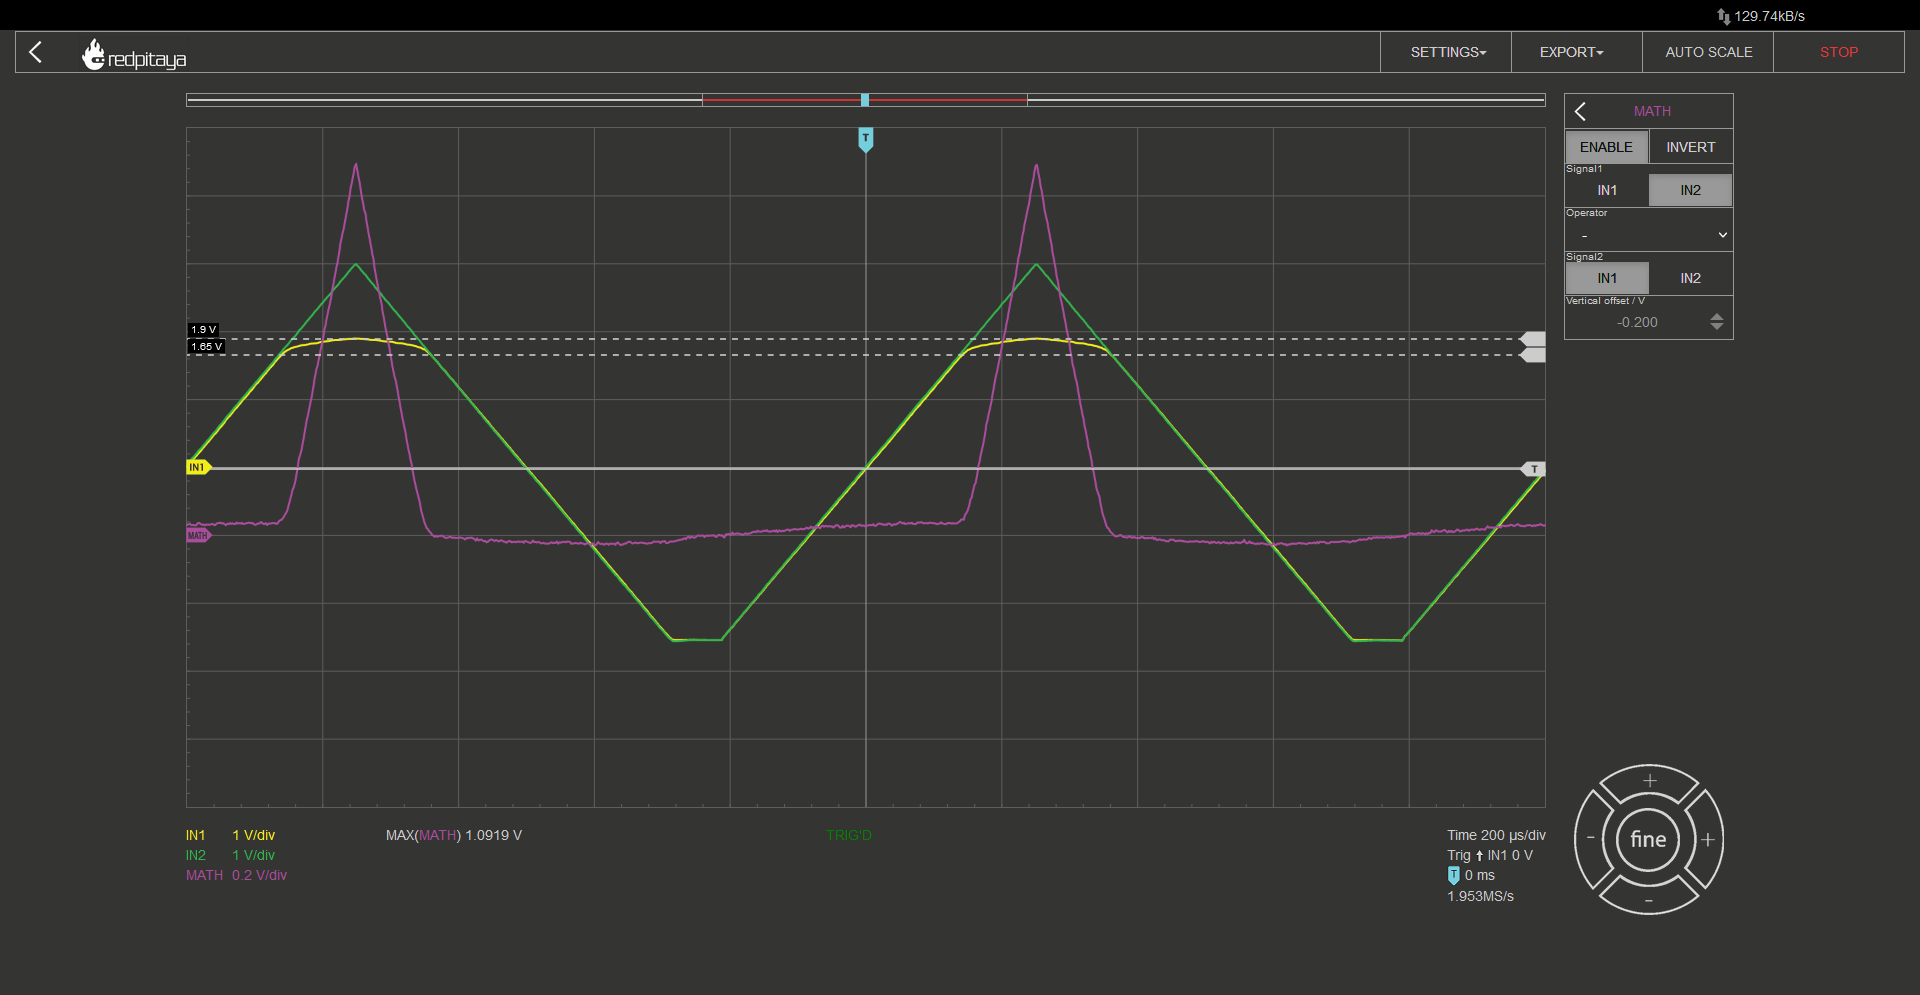 129.74kB/s
redpitaya
SETTINGS
EXPORT
AUTO SCALE
STOP
T
MATH
ENABLE
INVERT
Signal1
IN1
IN2
Operator
-
Signal2
IN1
IN2
Vertical offset / V
-0.200
1.9 V
1.65 V
IN1
T
MATH
IN1 1 V/div
IN2 1 V/div
MATH 0.2 V/div
MAX(MATH) 1.0919 V
TRIG'D
Time 200 µs/div
Trig IN1 0 V
T 0 ms
1.953MS/s
+
- fine +
-